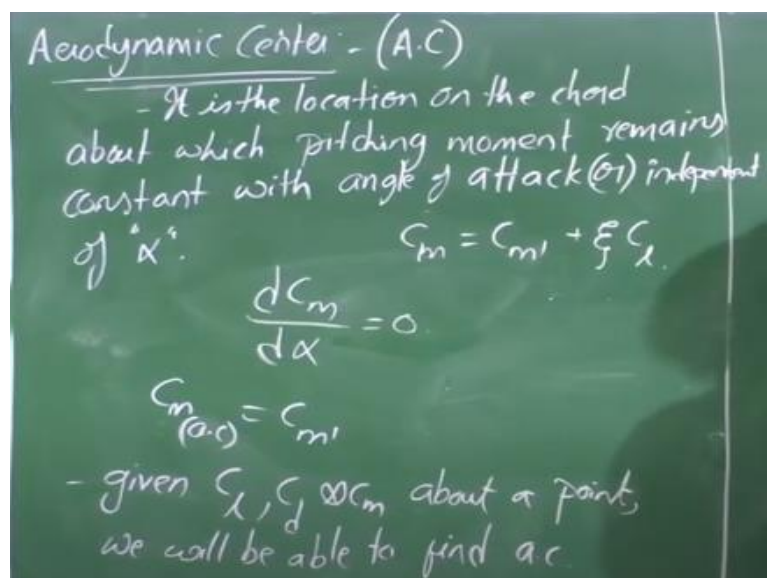 Aerodynamic Center - (A.C)
- It is the location on the chord
about which pitching moment remains
constant with angle of attack (or) independent
of "α".
Cm = Cm' + ξ Cl.
dCm/dα = 0.
Cm(a.c) = Cm'
- given Cl, Cd & Cm about a point,
we will be able to find a c